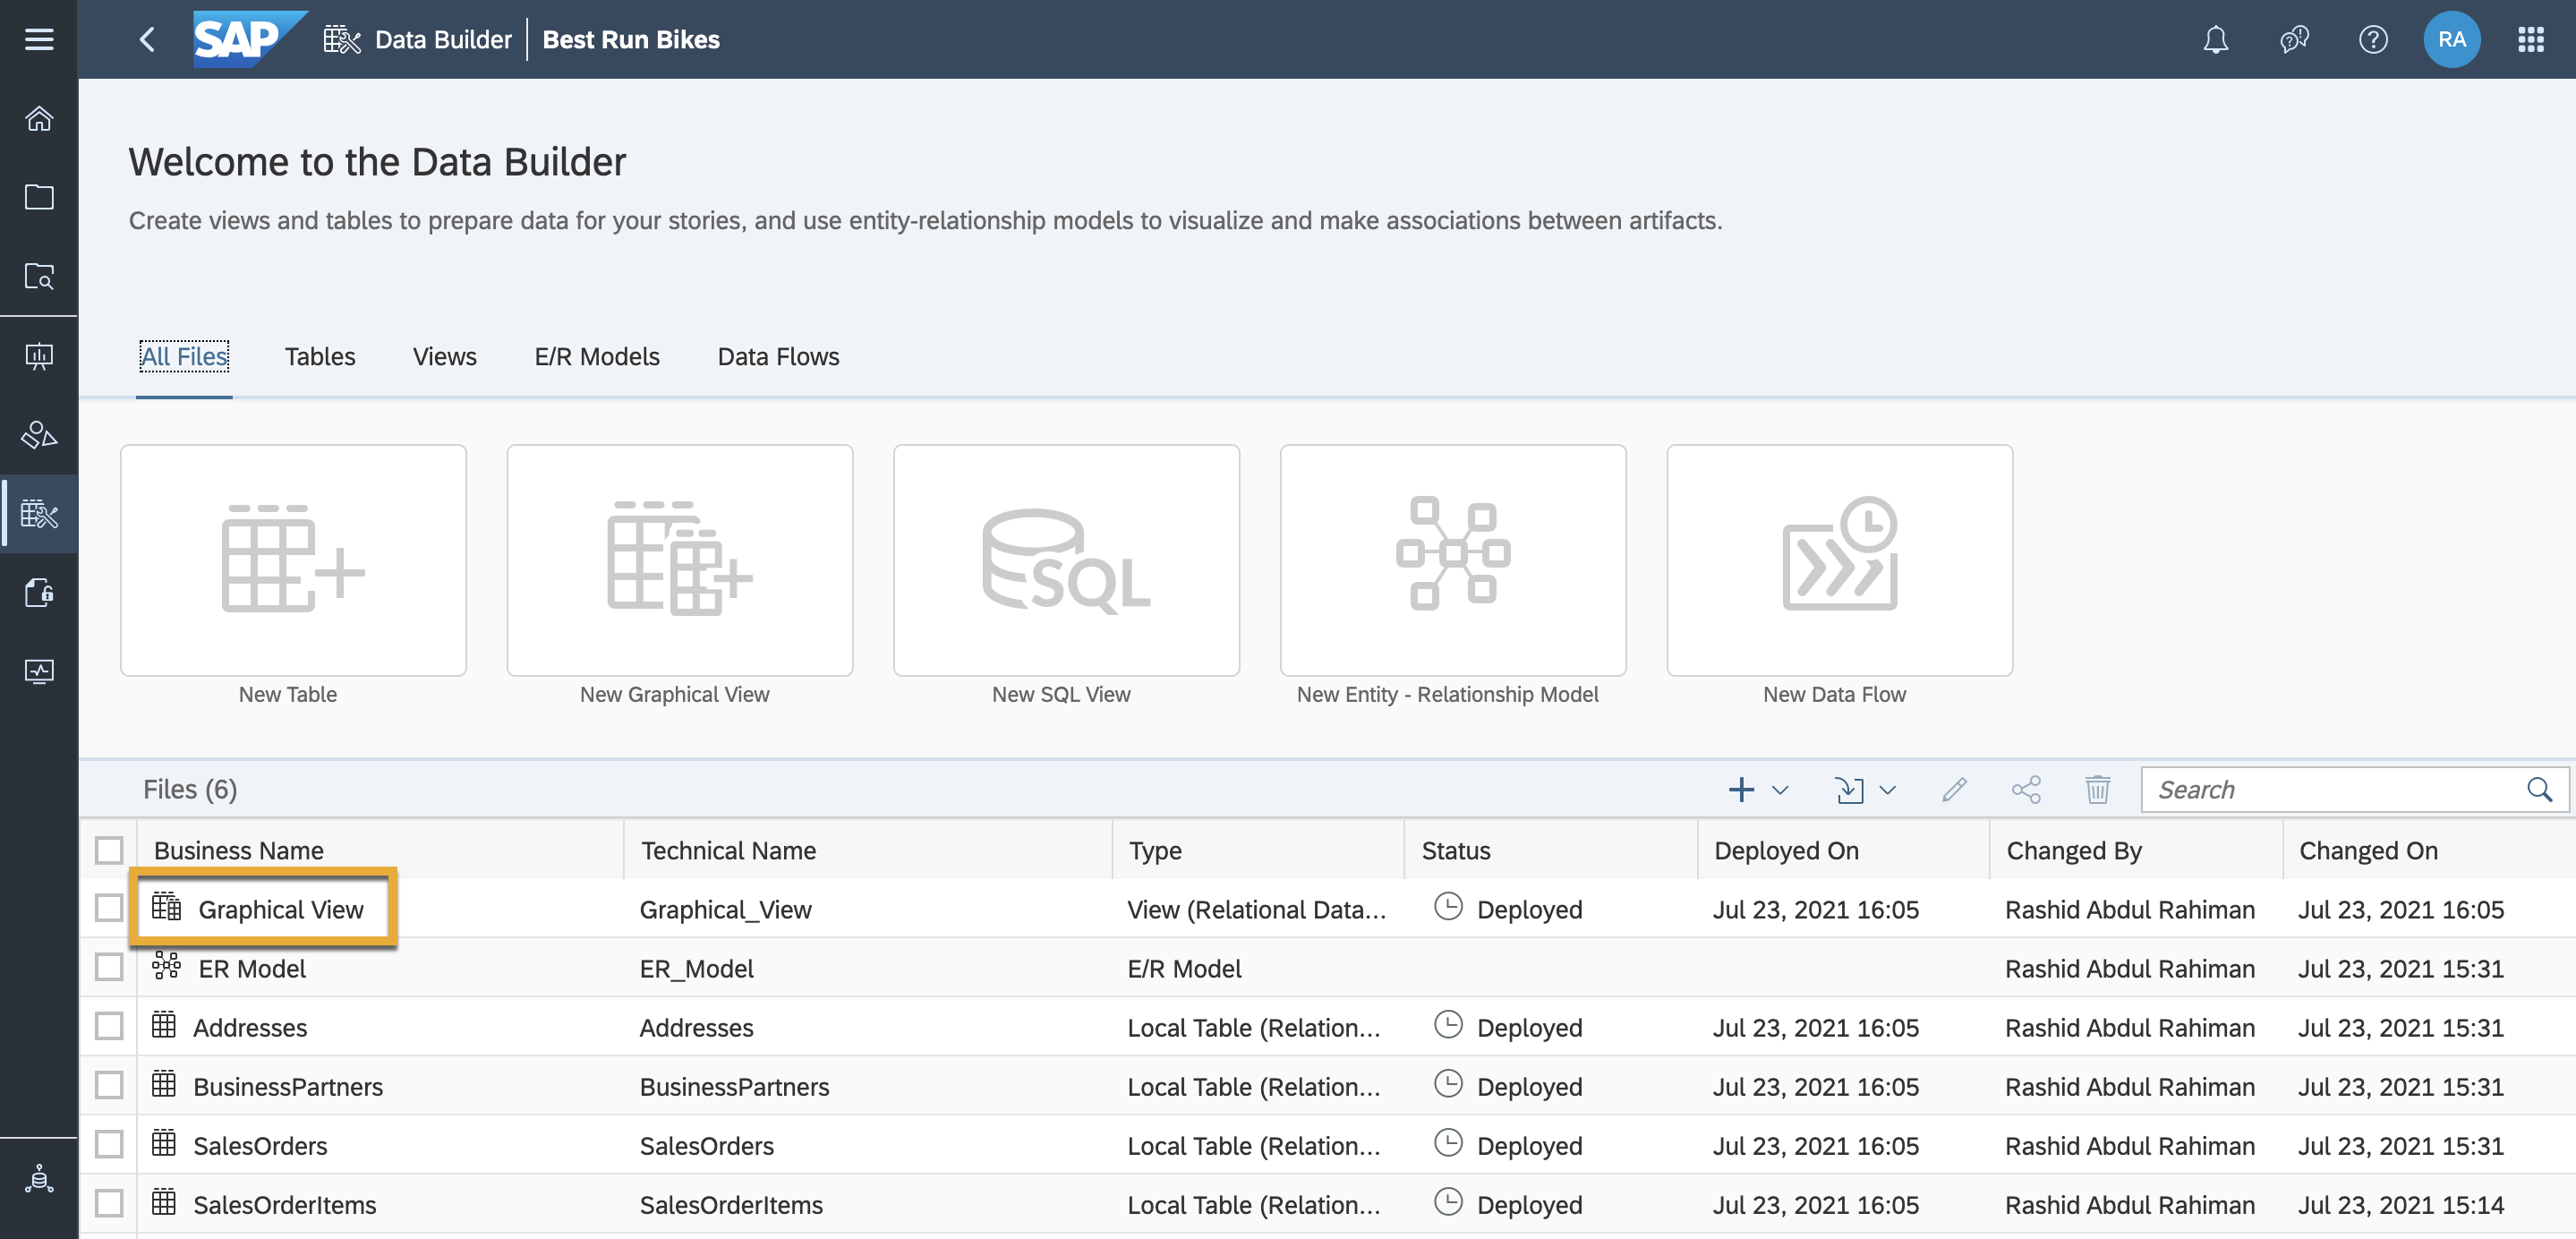 SAP Data Builder Best Run Bikes RA
Welcome to the Data Builder
Create views and tables to prepare data for your stories, and use entity-relationship models to visualize and make associations between artifacts.
All Files Tables Views E/R Models Data Flows
SQL
New Table New Graphical View New SQL View New Entity - Relationship Model New Data Flow
Files (6) Search
Business Name Technical Name Type Status Deployed On Changed By Changed On
Graphical View Graphical_View View (Relational Data... Deployed Jul 23, 2021 16:05 Rashid Abdul Rahiman Jul 23, 2021 16:05
ER Model ER_Model E/R Model Rashid Abdul Rahiman Jul 23, 2021 15:31
Addresses Addresses Local Table (Relation... Deployed Jul 23, 2021 16:05 Rashid Abdul Rahiman Jul 23, 2021 15:31
BusinessPartners BusinessPartners Local Table (Relation... Deployed Jul 23, 2021 16:05 Rashid Abdul Rahiman Jul 23, 2021 15:31
SalesOrders SalesOrders Local Table (Relation... Deployed Jul 23, 2021 16:05 Rashid Abdul Rahiman Jul 23, 2021 15:31
SalesOrderItems SalesOrderItems Local Table (Relation... Deployed Jul 23, 2021 16:05 Rashid Abdul Rahiman Jul 23, 2021 15:14